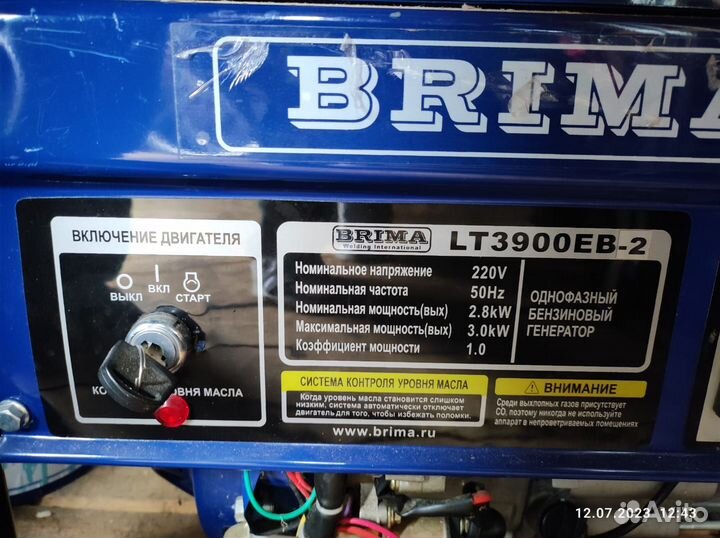 BRIMA
ВКЛЮЧЕНИЕ ДВИГАТЕЛЯ
ВЫКЛ ВКЛ СТАРТ
УРОВНЯ МАСЛА
BRIMA
Welding International
LT3900EB-2
Номинальное напряжение 220V
Номинальная частота 50Hz
Номинальная мощность(вых) 2.8kW
Максимальная мощность(вых) 3.0kW
Коэффициент мощности 1.0
ОДНОФАЗНЫЙ
БЕНЗИНОВЫЙ
ГЕНЕРАТОР
СИСТЕМА КОНТРОЛЯ УРОВНЯ МАСЛА
Когда уровень масла становится слишком
низким, система автоматически отключает
двигатель для того, чтобы избежать поломки.
ВНИМАНИЕ
Среди выхлопных газов присутствует
CO, поэтому никогда не используйте
аппарат в непроветриваемых помещениях
www.brima.ru
12.07.2023 12:43
Avito